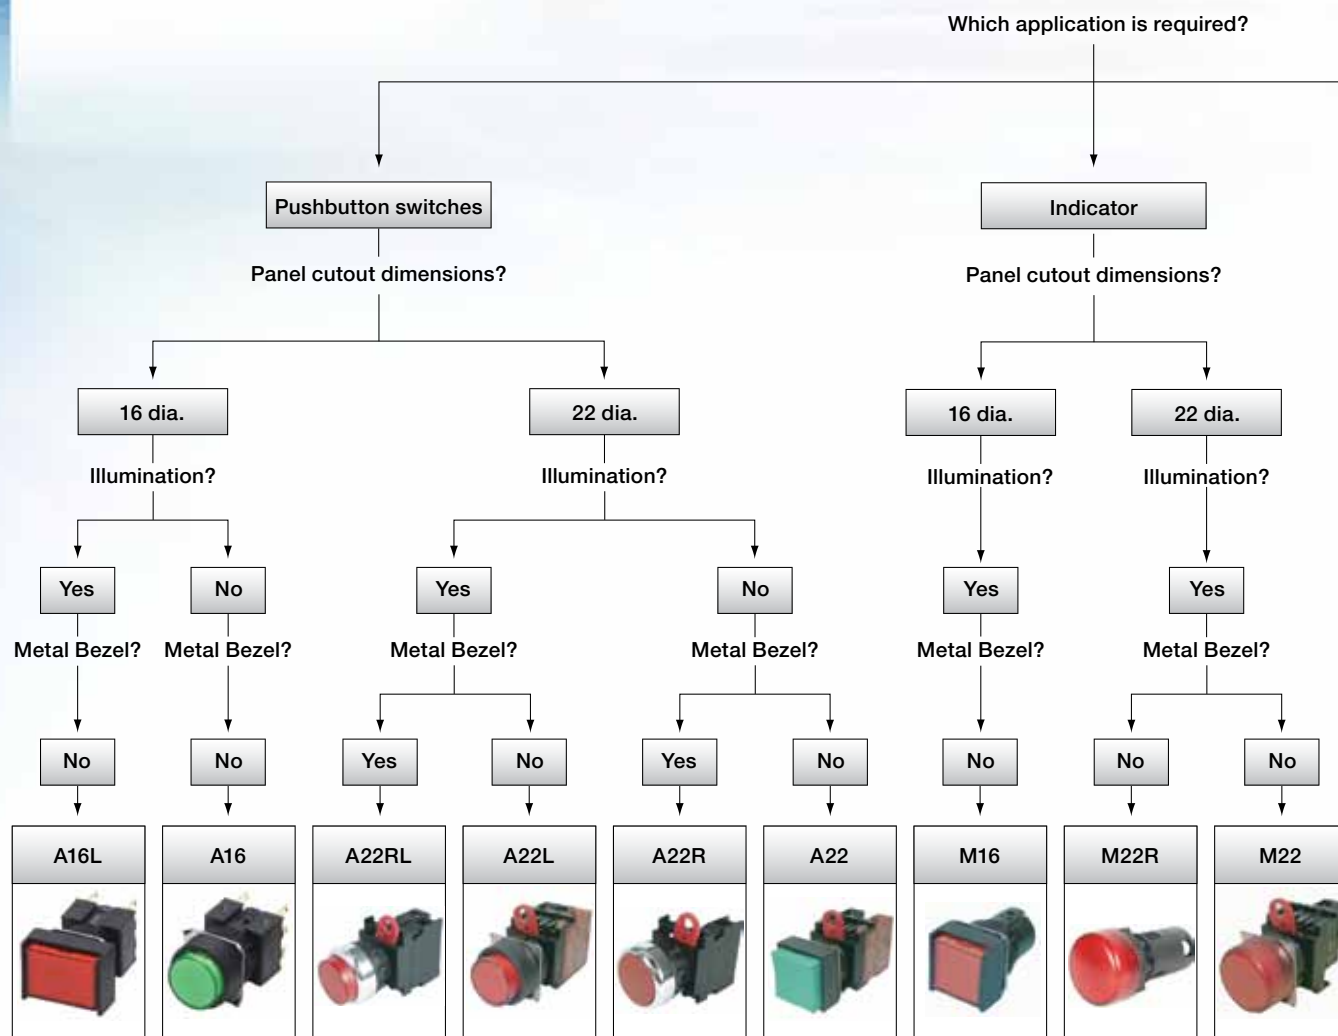 Which application is required?
Pushbutton switches
Indicator
Panel cutout dimensions?
Panel cutout dimensions?
16 dia.
22 dia.
16 dia.
22 dia.
Illumination?
Illumination?
Illumination?
Illumination?
Yes
No
Yes
No
Yes
Yes
Metal Bezel?
Metal Bezel?
Metal Bezel?
Metal Bezel?
Metal Bezel?
Metal Bezel?
No
No
Yes
No
Yes
No
No
No
No
A16L
A16
A22RL
A22L
A22R
A22
M16
M22R
M22